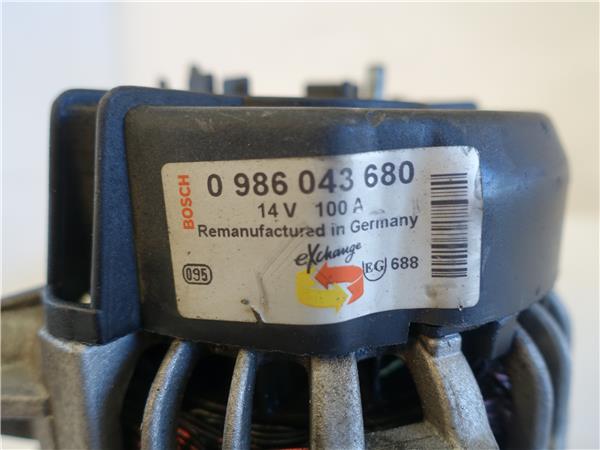 BOSCH
0 986 043 680
14 V 100 A
Remanufactured in Germany
eXchange
095
EG 688